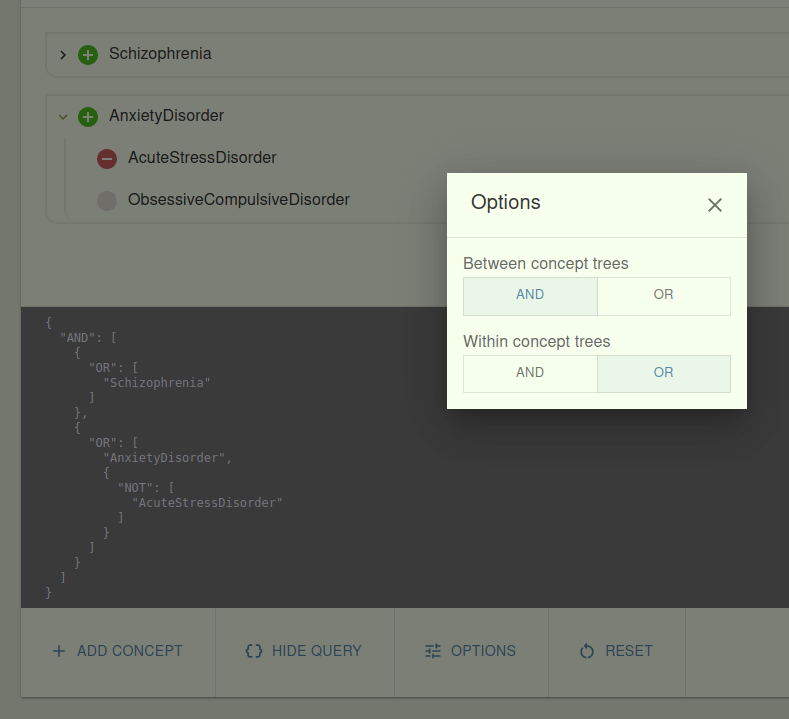 Schizophrenia
AnxietyDisorder
AcuteStressDisorder
ObsessiveCompulsiveDisorder
Options
Between concept trees
AND OR
Within concept trees
AND OR
{
"AND": [
{
"OR": [
"Schizophrenia"
]
},
{
"OR": [
"AnxietyDisorder",
{
"NOT": [
"AcuteStressDisorder"
]
}
]
}
]
}
ADD CONCEPT HIDE QUERY OPTIONS RESET